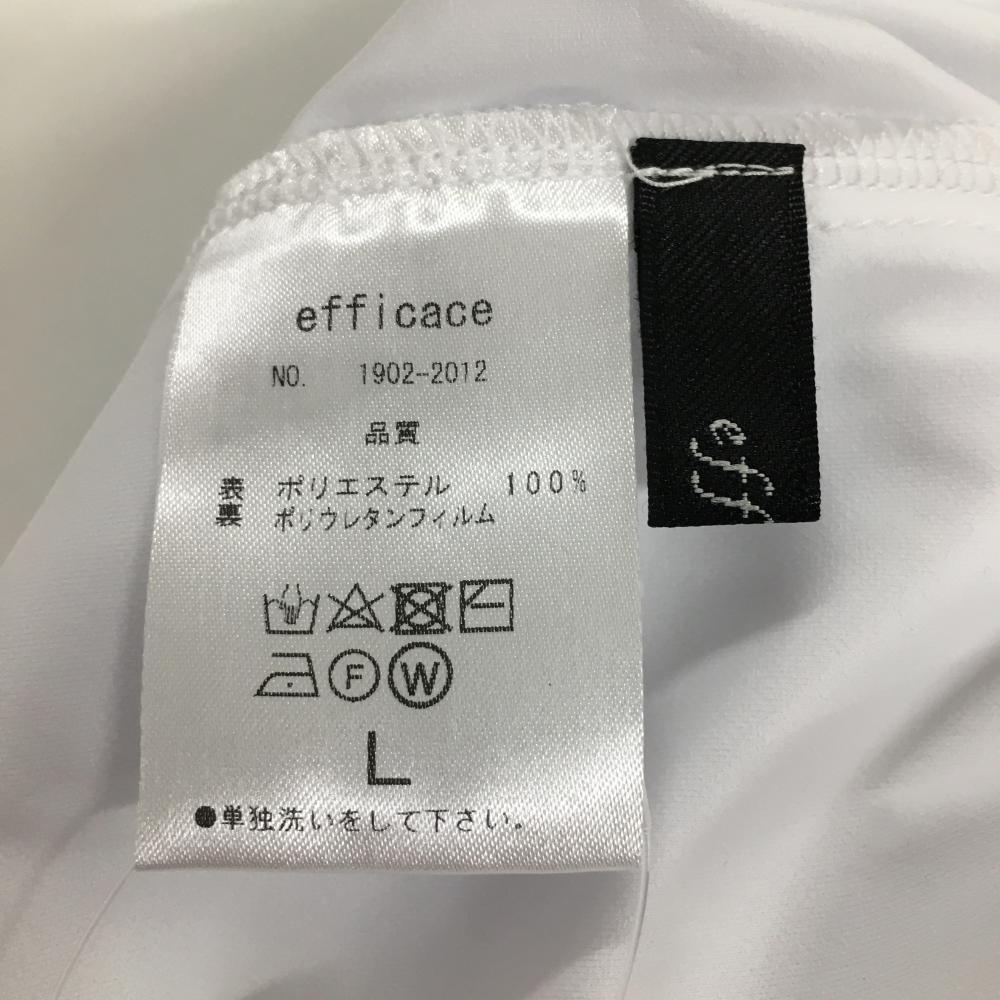 efficace
NO. 1902-2012
品質
表 ポリエステル 100%
裏 ポリウレタンフィルム
F W
L
●単独洗いをして下さい。
eff